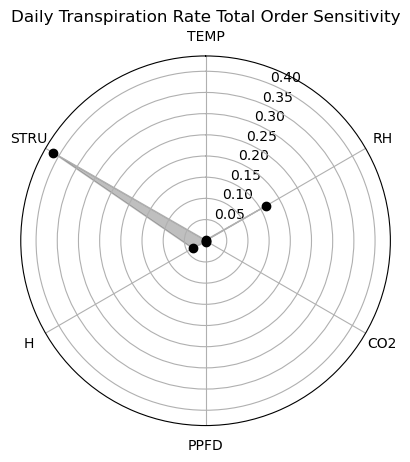 Daily Transpiration Rate Total Order Sensitivity
TEMP
0.40
0.35
0.30
0.25
0.20
0.15
0.10
0.05
STRU
RH
H
CO2
PPFD